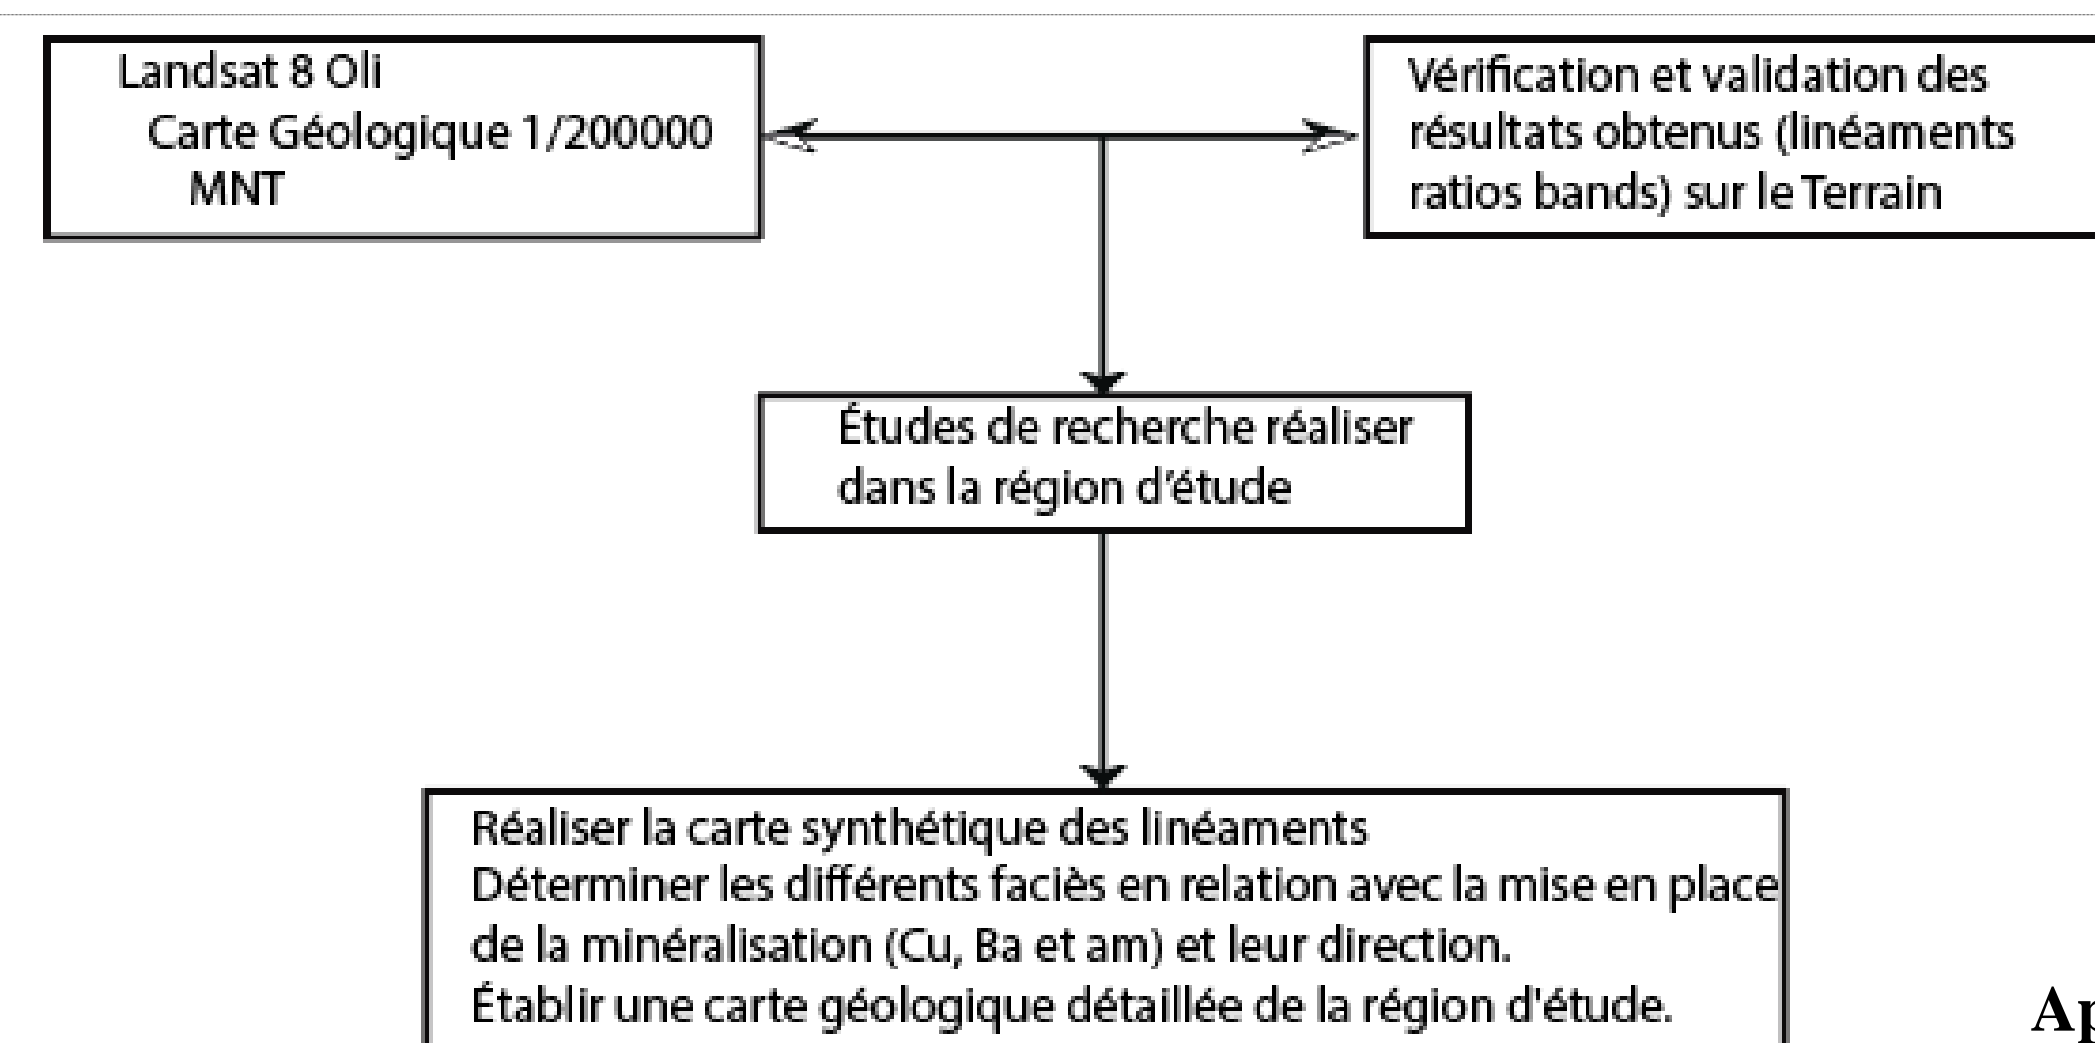 Landsat 8 Oli
Carte Géologique 1/200000
MNT
Vérification et validation des
résultats obtenus (linéaments
ratios bands) sur le Terrain
Études de recherche réaliser
dans la région d'étude
Réaliser la carte synthétique des linéaments
Déterminer les différents faciès en relation avec la mise en place
de la minéralisation (Cu, Ba et am) et leur direction.
Établir une carte géologique détaillée de la région d'étude.